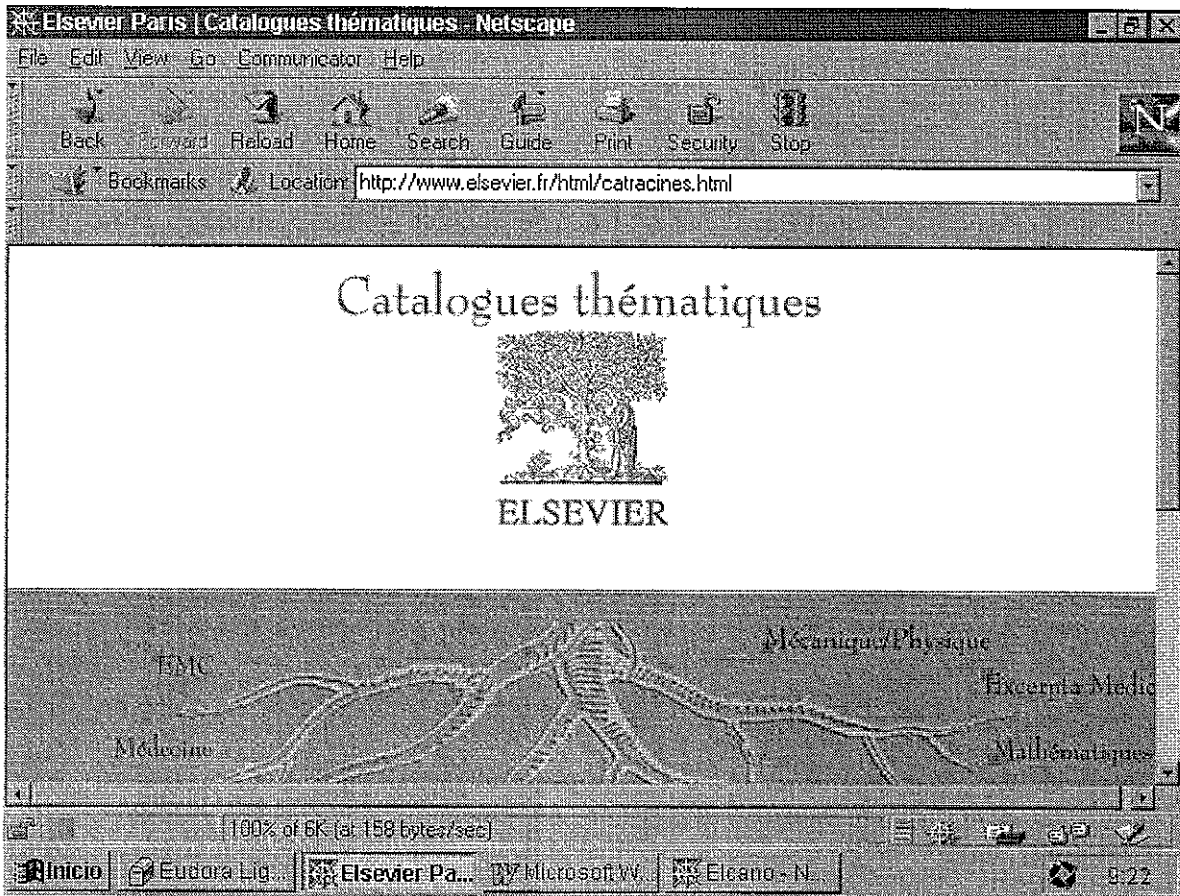 Elsevier Paris | Catalogues thématiques - Netscape
File Edit View Go Communicator Help
Back Forward Reload Home Search Guide Print Security Stop
N
Bookmarks Location: http://www.elsevier.fr/html/catracines.html
Catalogues thématiques
ELSEVIER
Mécanique/Physique
EMC
Excerpta Medic
Médecine
Mathématiques
100% of 6K (at 158 bytes/sec)
Inicio Eudora Lig... Elsevier Pa... Microsoft W... Elcano - N... 9:22